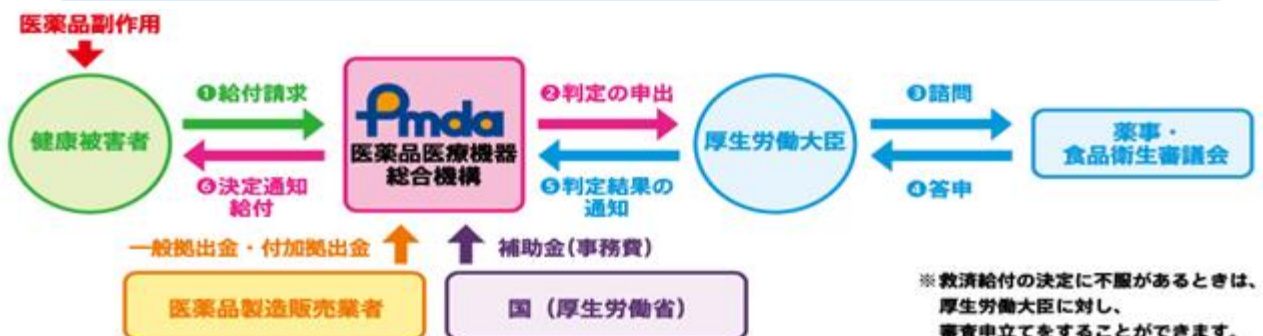 医薬品副作用
健康被害者
❶給付請求
❻決定通知
給付
Pmda
医薬品医療機器
総合機構
❷判定の申出
❺判定結果の
通知
厚生労働大臣
❸諮問
❹答申
薬事・
食品衛生審議会
一般拠出金・付加拠出金
補助金(事務費)
医薬品製造販売業者
国（厚生労働省）
※救済給付の決定に不服があるときは、
厚生労働大臣に対し、
審査申立てをすることができます。